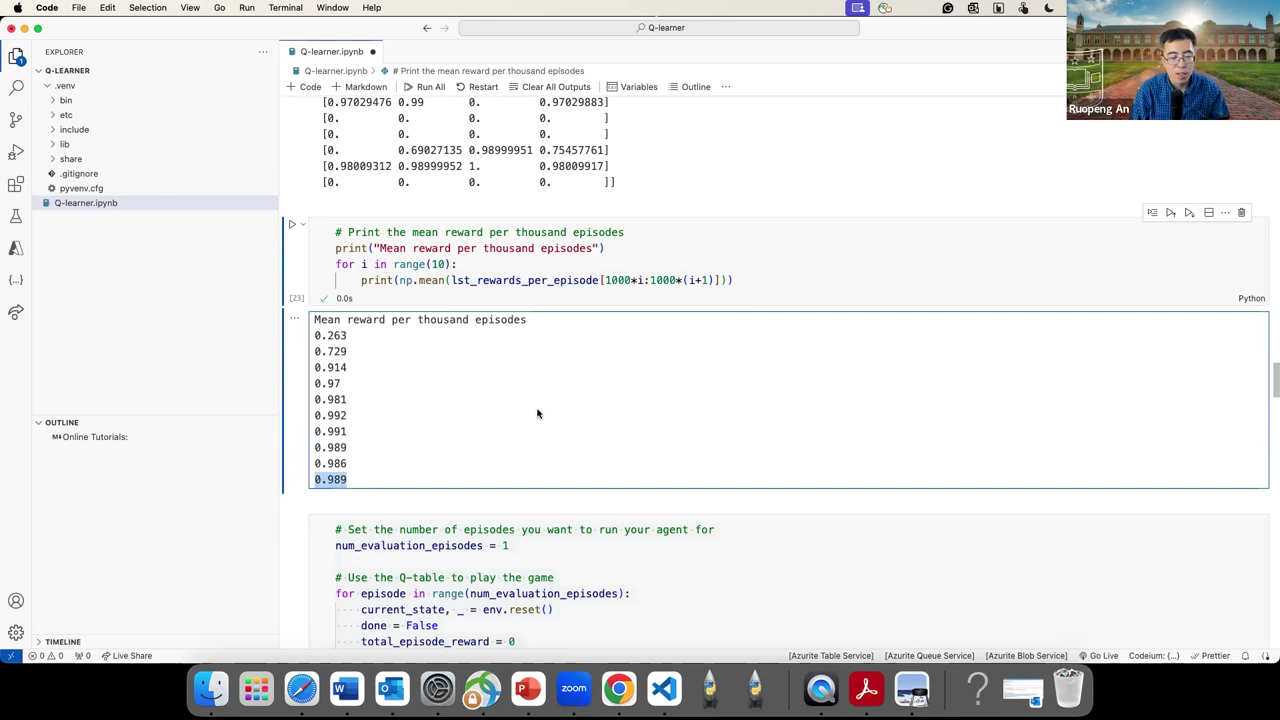 Code File Edit Selection View Go Run Terminal Window Help
Q-learner
EXPLORER
Q-learner.ipynb
Q-LEARNER
Q-learner.ipynb > # Print the mean reward per thousand episodes
.venv
+ Code + Markdown Run All Restart Clear All Outputs Variables Outline ...
bin
etc
include
lib
share
.gitignore
pyvenv.cfg
Q-learner.ipynb
[0.97029476 0.99 0. 0.97029883]
[0. 0. 0. 0. ]
[0. 0. 0. 0. ]
[0. 0.69027135 0.98999951 0.75457761]
[0.98009312 0.98999952 1. 0.98009917]
[0. 0. 0. 0. ]]
# Print the mean reward per thousand episodes
print("Mean reward per thousand episodes")
for i in range(10):
print(np.mean(lst_rewards_per_episode[1000*i:1000*(i+1)]))
[23] 0.0s Python
Mean reward per thousand episodes
0.263
0.729
0.914
0.97
0.981
0.992
0.991
0.989
0.986
0.989
OUTLINE
M Online Tutorials:
# Set the number of episodes you want to run your agent for
num_evaluation_episodes = 1
# Use the Q-table to play the game
for episode in range(num_evaluation_episodes):
current_state, _ = env.reset()
done = False
total_episode_reward = 0
TIMELINE
0 0 0 Live Share [Azurite Table Service] [Azurite Queue Service] [Azurite Blob Service] Go Live Codeium: {...} Prettier
zoom
Ruopeng An